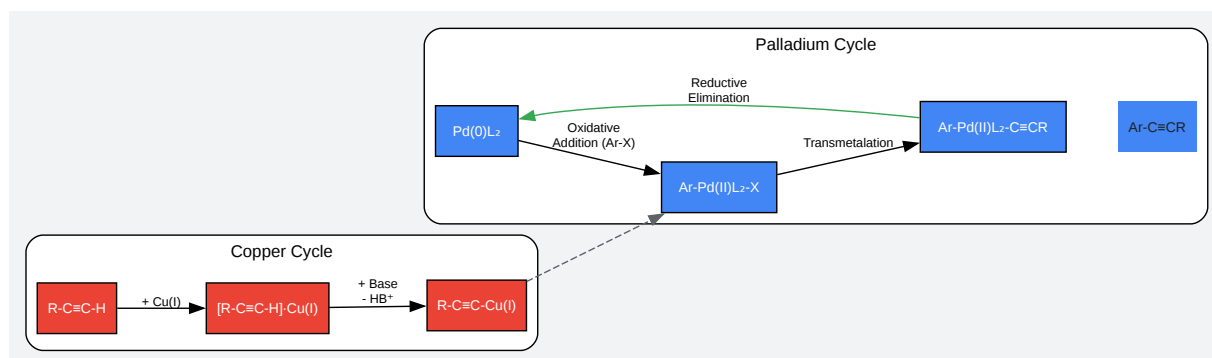 Palladium Cycle
Reductive
Elimination
Pd(0)L₂
Oxidative
Addition (Ar-X)
Transmetalation
Ar-Pd(II)L₂-C≡CR
Ar-C≡CR
Ar-Pd(II)L₂-X
Copper Cycle
R-C≡C-H
+ Cu(I)
[R-C≡C-H]·Cu(I)
+ Base
- HB⁺
R-C≡C-Cu(I)